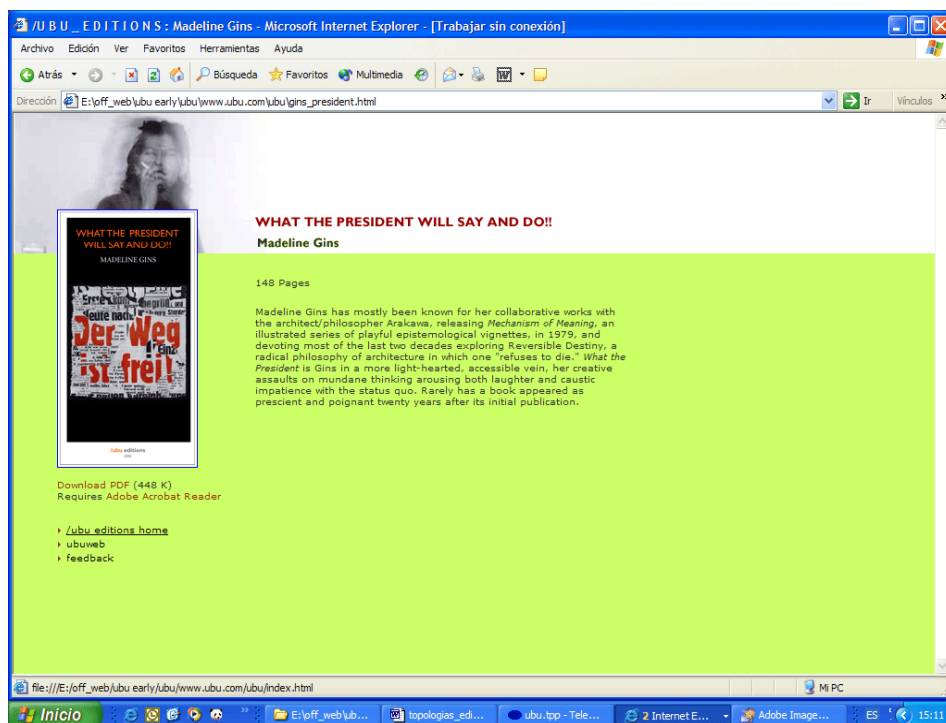 /U B U _ E D I T I O N S : Madeline Gins - Microsoft Internet Explorer - [Trabajar sin conexión]
Archivo Edición Ver Favoritos Herramientas Ayuda
Atrás Búsqueda Favoritos Multimedia
Dirección E:\off_web\ubu early\ubu\www.ubu.com\ubu\gins_president.html Ir Vínculos »
WHAT THE PRESIDENT WILL SAY AND DO!!
Madeline Gins
WHAT THE PRESIDENT
WILL SAY AND DO!!
MADELINE GINS
heute nach
Der Weg
ist frei!
/ubu editions
148 Pages
Madeline Gins has mostly been known for her collaborative works with
the architect/philosopher Arakawa, releasing Mechanism of Meaning, an
illustrated series of playful epistemological vignettes, in 1979, and
devoting most of the last two decades exploring Reversible Destiny, a
radical philosophy of architecture in which one "refuses to die." What the
President is Gins in a more light-hearted, accessible vein, her creative
assaults on mundane thinking arousing both laughter and caustic
impatience with the status quo. Rarely has a book appeared as
prescient and poignant twenty years after its initial publication.
Download PDF (448 K)
Requires Adobe Acrobat Reader
/ubu editions home
ubuweb
feedback
file:///E:/off_web/ubu early/ubu/www.ubu.com/ubu/index.html Mi PC
Inicio » E:\off_web\ub... topologias_edi... ubu.tpp - Tele... 2 Internet E... Adobe Image... ES 15:11